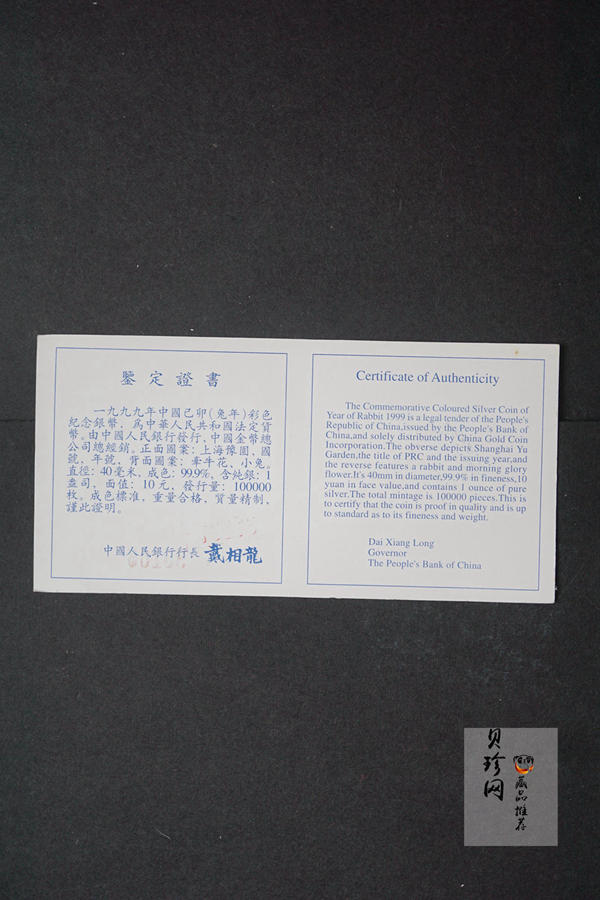 鑒定證書
一九九九年中國己卯(兔年)彩色
紀念銀幣，爲中華人民共和國法定貨
幣。由中國人民銀行發行，中國金幣總
公司總經銷。正面圖案：上海豫園、國
號、年號，背面圖案：牽牛花、小兔。
直徑：40毫米，成色：99.9%，含純銀：1
盎司，面值：10元，發行量：100000
枚。成色標準，重量合格，質量精制，
謹此證明。
中國人民銀行行長 戴相龍
Certificate of Authenticity
The Commemorative Coloured Silver Coin of
Year of Rabbit 1999 is a legal tender of the People's
Republic of China,issued by the People's Bank of
China,and solely distributed by China Gold Coin
Incorporation.The obverse depicts Shanghai Yu
Garden,the title of PRC and the issuing year,and
the reverse features a rabbit and morning glory
flower.It's 40mm in diameter,99.9% in fineness,10
yuan in face value,and contains 1 ounce of pure
silver.The total mintage is 100000 pieces.This is
to certify that the coin is proof in quality and is up
to standard as to its fineness and weight.
Dai Xiang Long
Governor
The People's Bank of China
贝珍网
藏品推荐